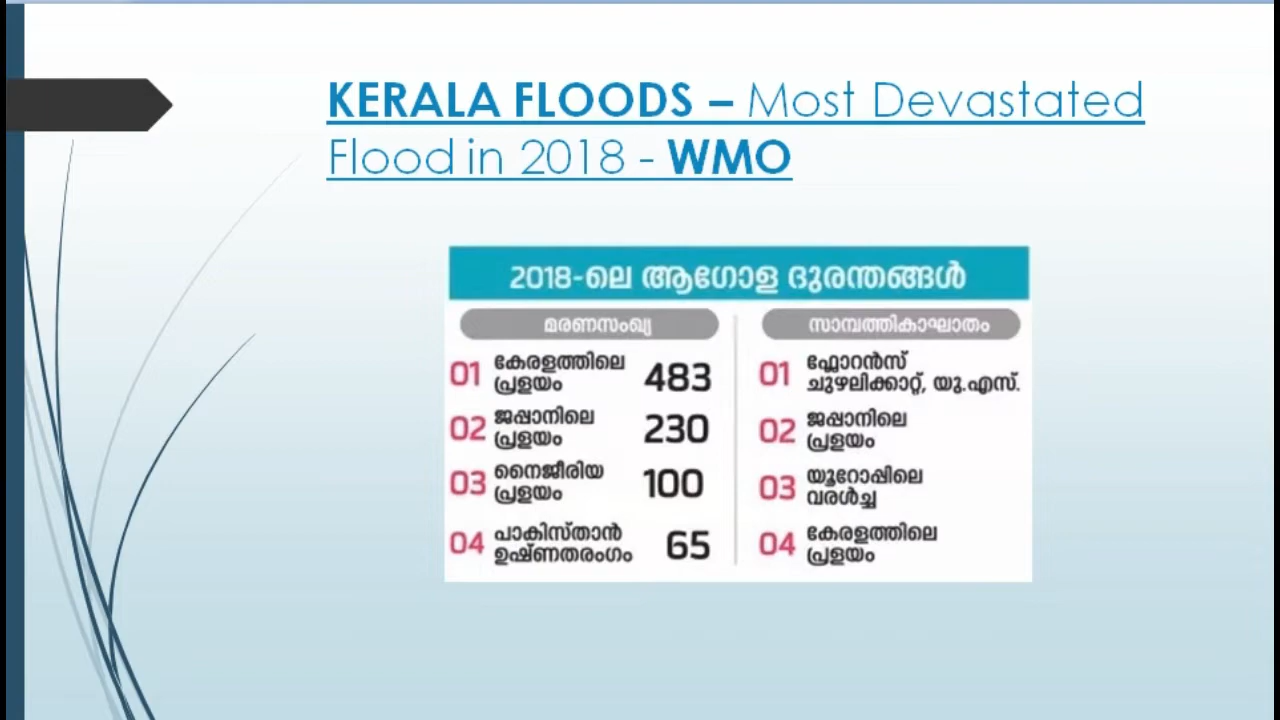 KERALA FLOODS – Most Devastated
Flood in 2018 - WMO
2018-ലെ ആഗോള ദുരന്തങ്ങൾ
മരണസംഖ്യ
01 കേരളത്തിലെ
പ്രളയം 483
02 ജപ്പാനിലെ
പ്രളയം 230
03 നൈജീരിയ
പ്രളയം 100
04 പാകിസ്താൻ
ഉഷ്ണതരംഗം 65
സാമ്പത്തികാഘാതം
01 ഫ്ലോറൻസ്
ചുഴലിക്കാറ്റ്, യു.എസ്.
02 ജപ്പാനിലെ
പ്രളയം
03 യൂറോപ്പിലെ
വരൾച്ച
04 കേരളത്തിലെ
പ്രളയം